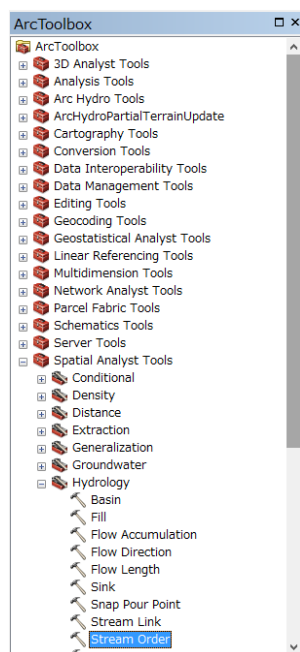 ArcToolbox
ArcToolbox
3D Analyst Tools
Analysis Tools
Arc Hydro Tools
ArcHydroPartialTerrainUpdate
Cartography Tools
Conversion Tools
Data Interoperability Tools
Data Management Tools
Editing Tools
Geocoding Tools
Geostatistical Analyst Tools
Linear Referencing Tools
Multidimension Tools
Network Analyst Tools
Parcel Fabric Tools
Schematics Tools
Server Tools
Spatial Analyst Tools
Conditional
Density
Distance
Extraction
Generalization
Groundwater
Hydrology
Basin
Fill
Flow Accumulation
Flow Direction
Flow Length
Sink
Snap Pour Point
Stream Link
Stream Order